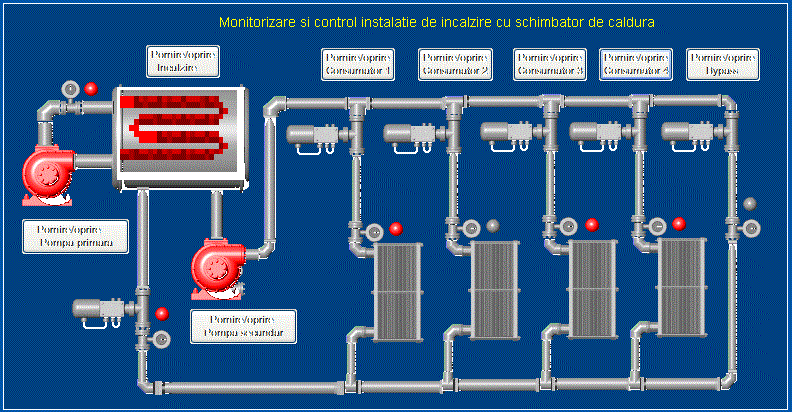 Monitorizare si control instalatie de incalzire cu schimbator de caldura
Pornire/oprire
Incalzire
Pornire/oprire
Consumator 1
Pornire/oprire
Consumator 2
Pornire/oprire
Consumator 3
Pornire/oprire
Consumator 4
Pornire/oprire
Bypass
Pornire/oprire
Pompa primara
Pornire/oprire
Pompa secundar